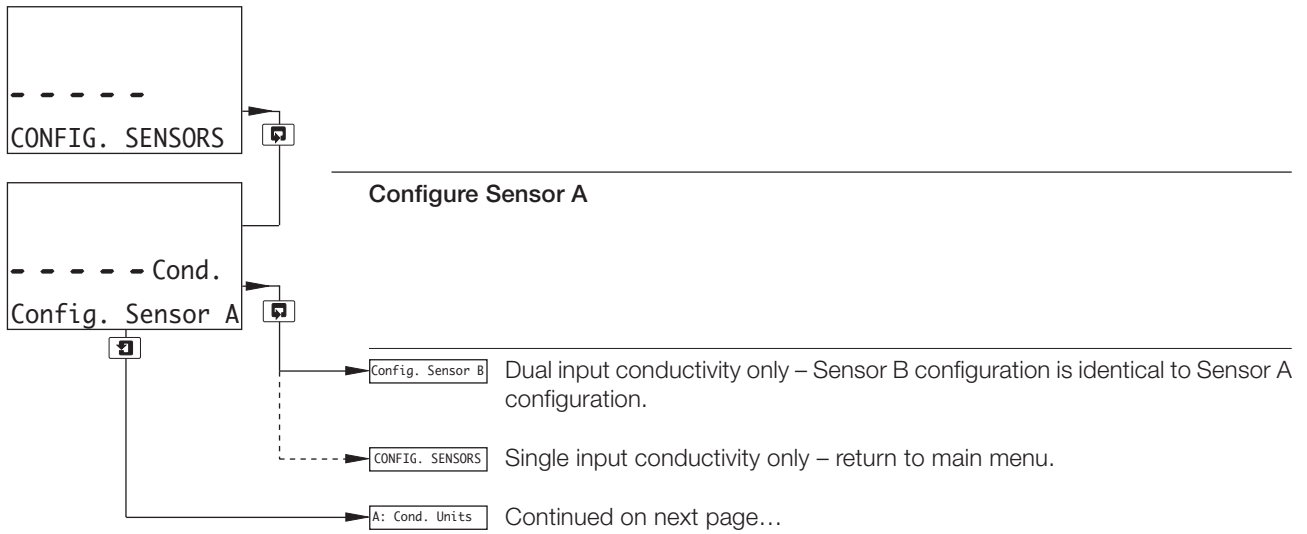 - - - - -
CONFIG. SENSORS
Configure Sensor A
- - - - - Cond.
Config. Sensor A
Config. Sensor B
Dual input conductivity only – Sensor B configuration is identical to Sensor A
configuration.
CONFIG. SENSORS
Single input conductivity only – return to main menu.
A: Cond. Units
Continued on next page…